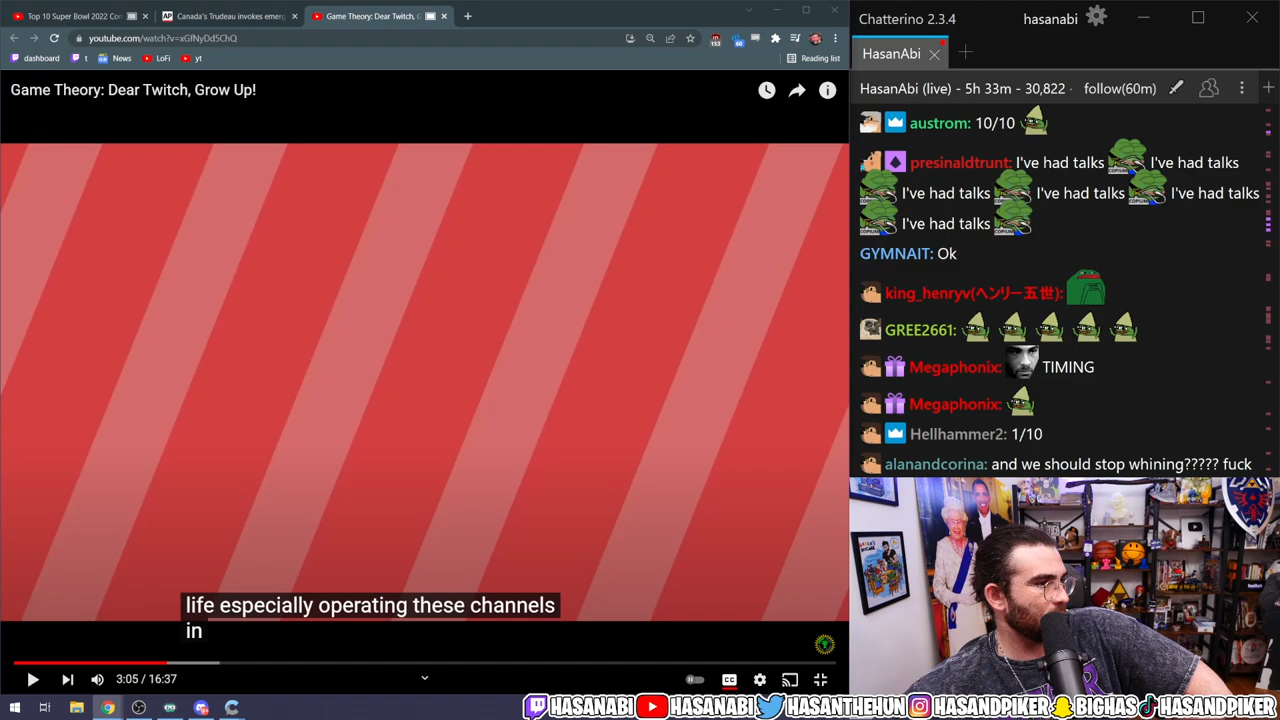 Top 10 Super Bowl 2022 Co
Canada's Trudeau invokes emerg
Game Theory: Dear Twitch, G
youtube.com/watch?v=xGfNyDd5ChQ
153
60
dashboard
t
News
LoFi
yt
Reading list
Game Theory: Dear Twitch, Grow Up!
life especially operating these channels
in
3:05 / 16:37
Chatterino 2.3.4
hasanabi
HasanAbi
HasanAbi (live) - 5h 33m - 30,822
follow(60m)
austrom: 10/10
presinaldtrunt: I've had talks I've had talks
I've had talks I've had talks I've had talks
I've had talks
GYMNAIT: Ok
king_henryv(ヘンリー五世):
GREE2661:
Megaphonix: TIMING
Megaphonix:
Hellhammer2: 1/10
alanandcorina: and we should stop whining????? fuck
HASANABI HASANABI HASANTHEHUN HASANDPIKER BIGHAS HASANDPIKER